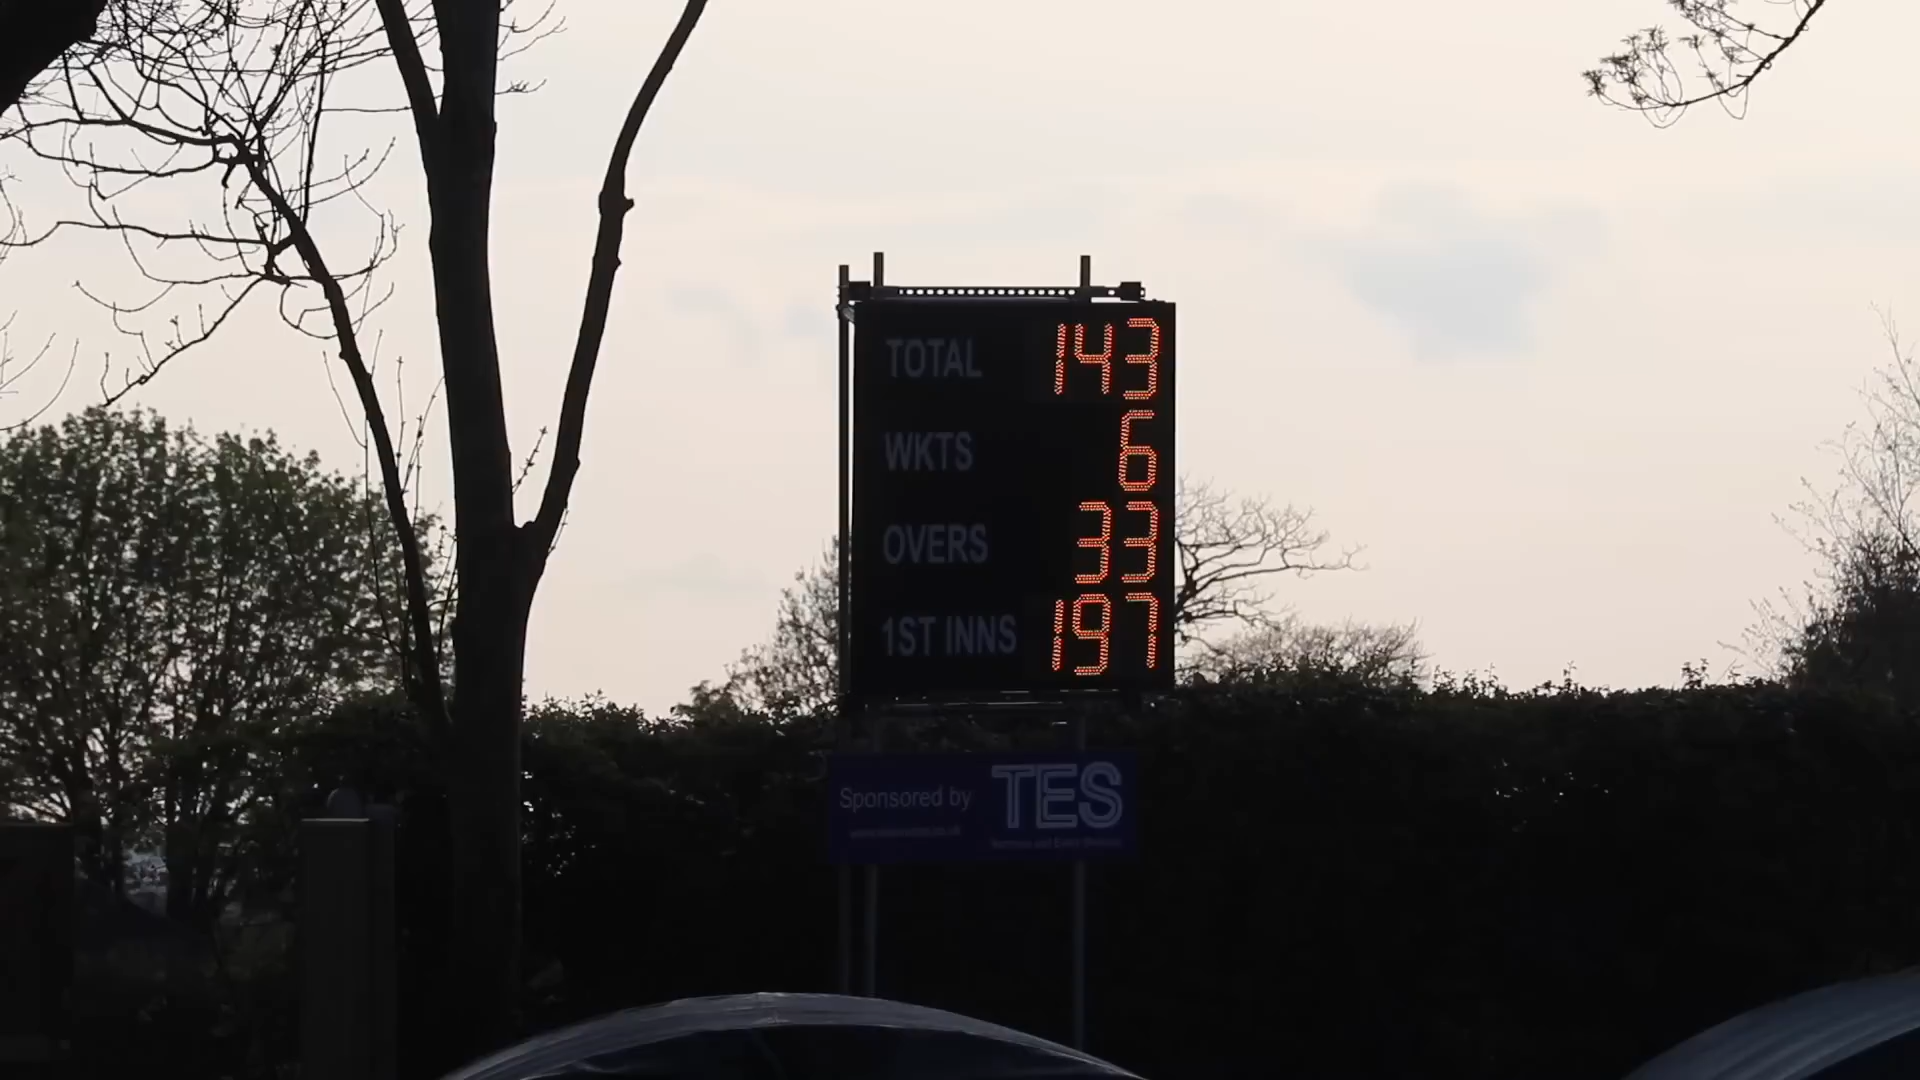 TOTAL 143
WKTS 6
OVERS 33
1ST INNS 197
Sponsored by TES